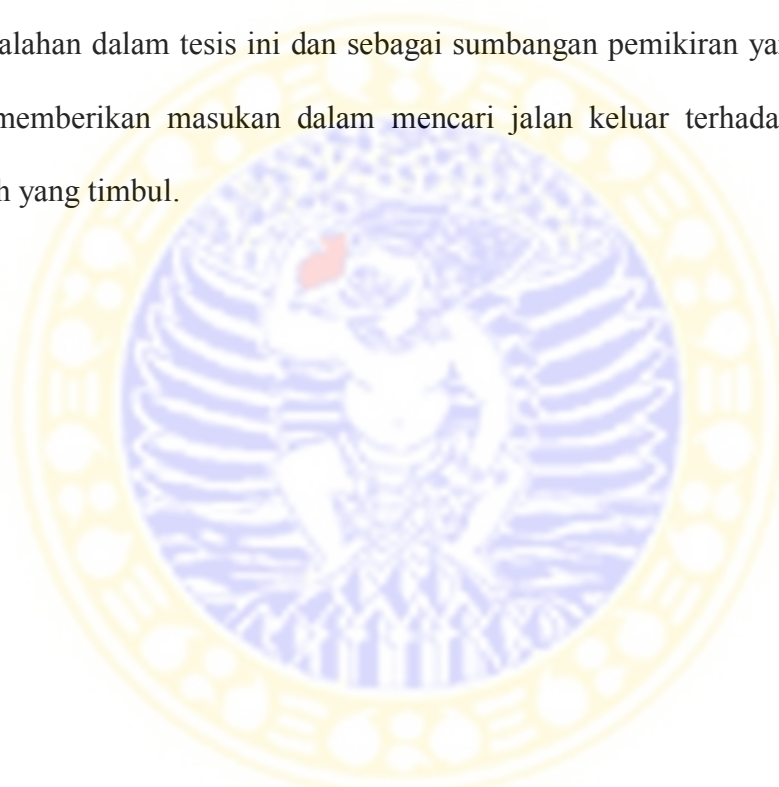 alahan dalam tesis ini dan sebagai sumbangan pemikiran ya
memberikan masukan dalam mencari jalan keluar terhada
h yang timbul.